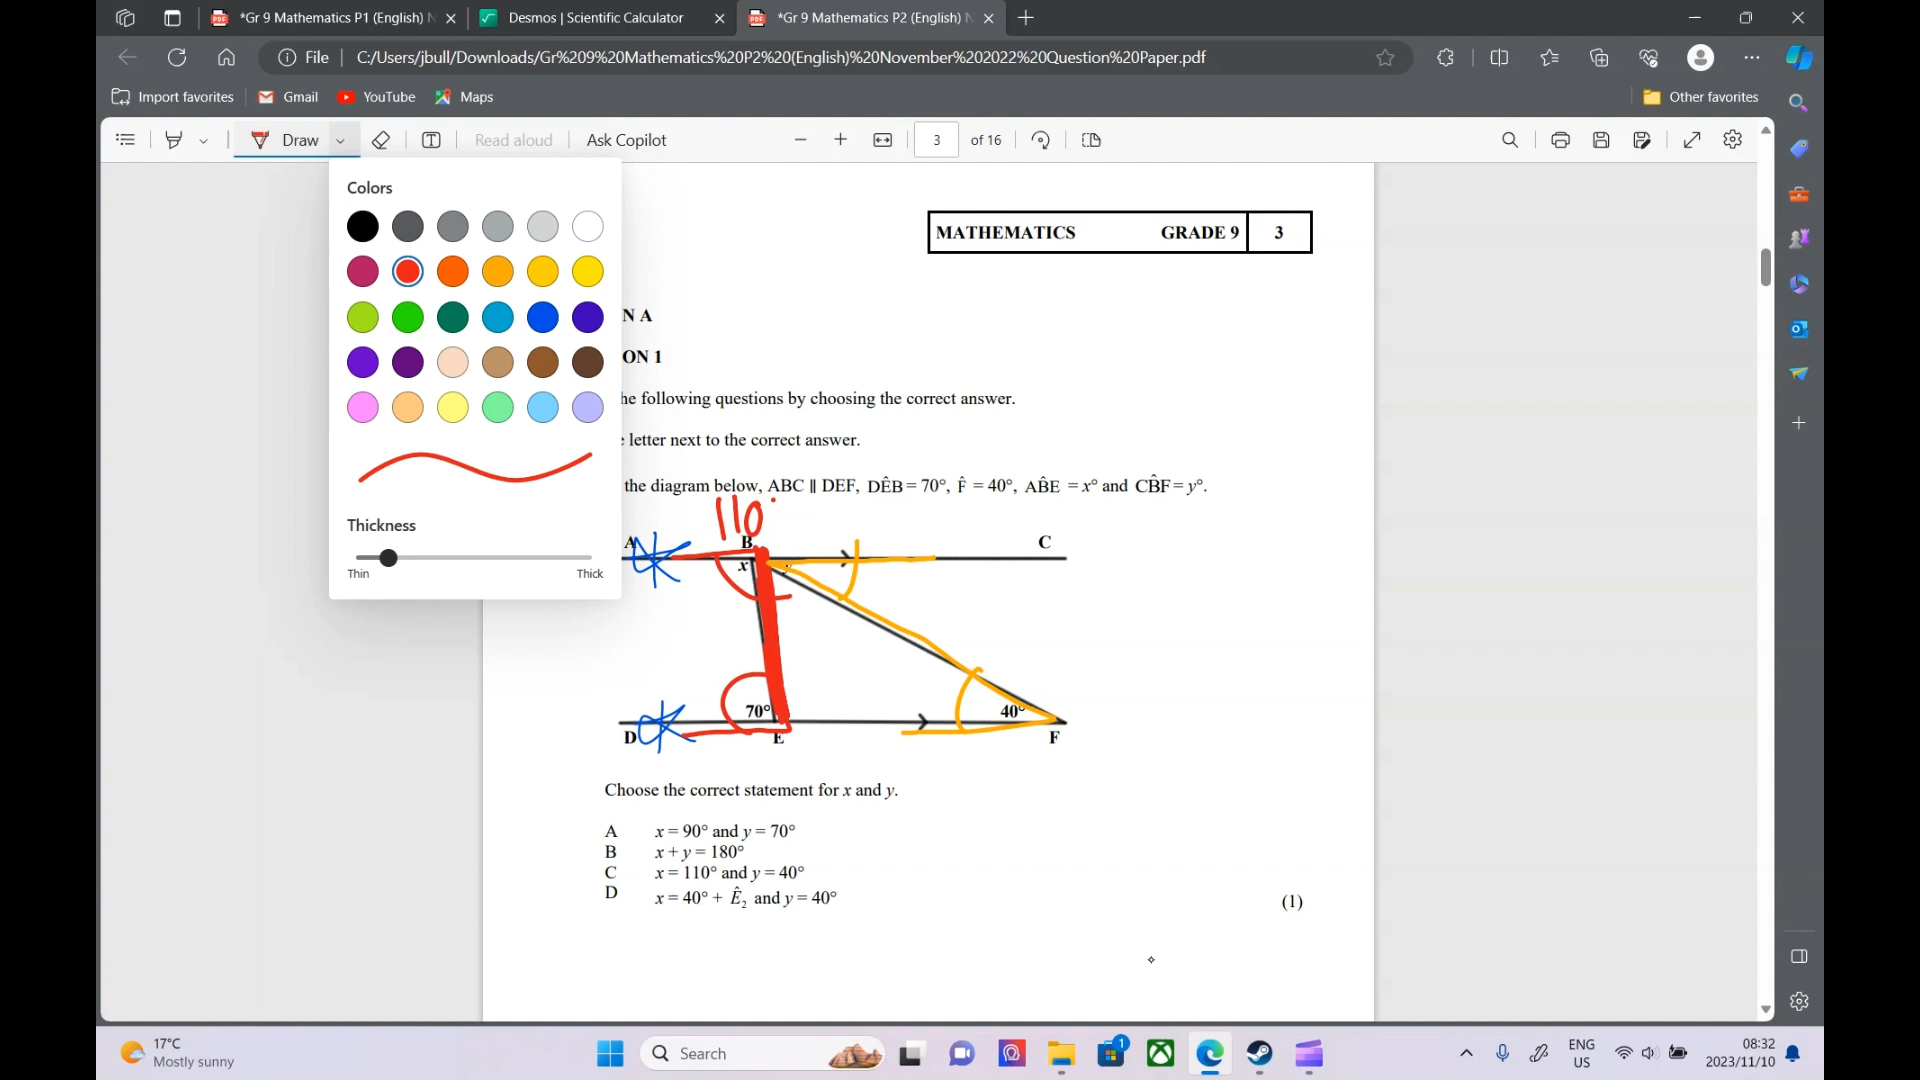 *Gr 9 Mathematics P1 (English) N
Desmos | Scientific Calculator
*Gr 9 Mathematics P2 (English) N
File
C:/Users/jbull/Downloads/Gr%209%20Mathematics%20P2%20(English)%20November%202022%20Question%20Paper.pdf
Import favorites
Gmail
YouTube
Maps
Other favorites
Draw
Read aloud
Ask Copilot
3
of 16
Colors
Thickness
Thin
Thick
MATHEMATICS GRADE 9 3
N A
ON 1
he following questions by choosing the correct answer.
e letter next to the correct answer.
the diagram below, ABC ∥ DEF, DÊB = 70°, F̂ = 40°, AB̂E = x° and CB̂F = y°.
110°
A B C
x
70° 40°
D E F
Choose the correct statement for x and y.
A x = 90° and y = 70°
B x + y = 180°
C x = 110° and y = 40°
D x = 40° + Ê₂ and y = 40°
(1)
17°C
Mostly sunny
Search
1
ENG
US
08:32
2023/11/10